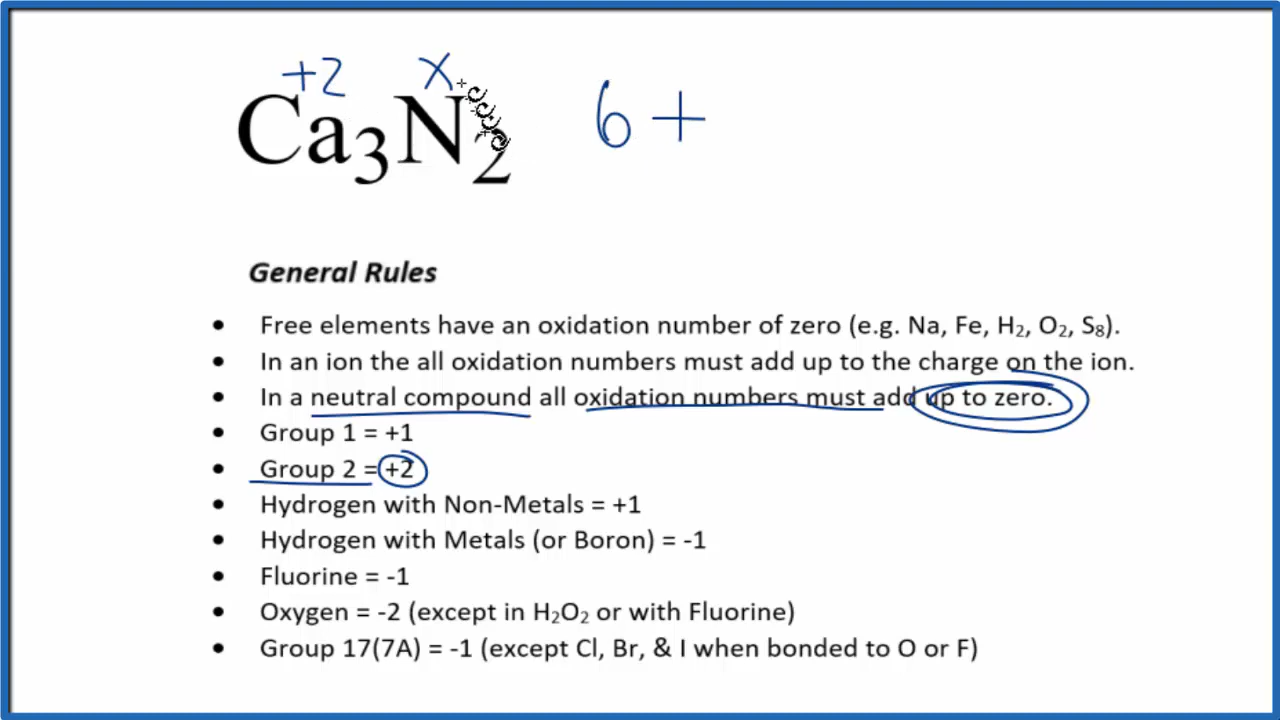 +2 x
Ca₃N₂ 6 +
General Rules
• Free elements have an oxidation number of zero (e.g. Na, Fe, H₂, O₂, S₈).
• In an ion the all oxidation numbers must add up to the charge on the ion.
• In a neutral compound all oxidation numbers must add up to zero.
• Group 1 = +1
• Group 2 = +2
• Hydrogen with Non-Metals = +1
• Hydrogen with Metals (or Boron) = -1
• Fluorine = -1
• Oxygen = -2 (except in H₂O₂ or with Fluorine)
• Group 17(7A) = -1 (except Cl, Br, & I when bonded to O or F)